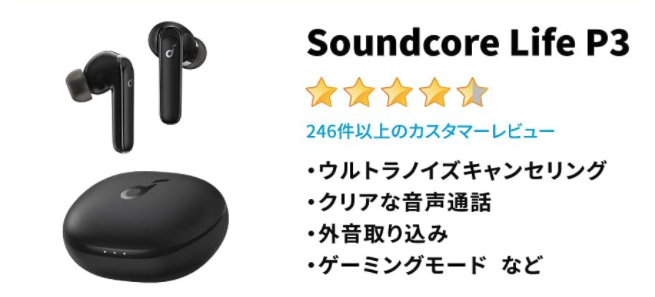 Soundcore Life P3
246件以上のカスタマーレビュー
・ウルトラノイズキャンセリング
・クリアな音声通話
・外音取り込み
・ゲーミングモード など